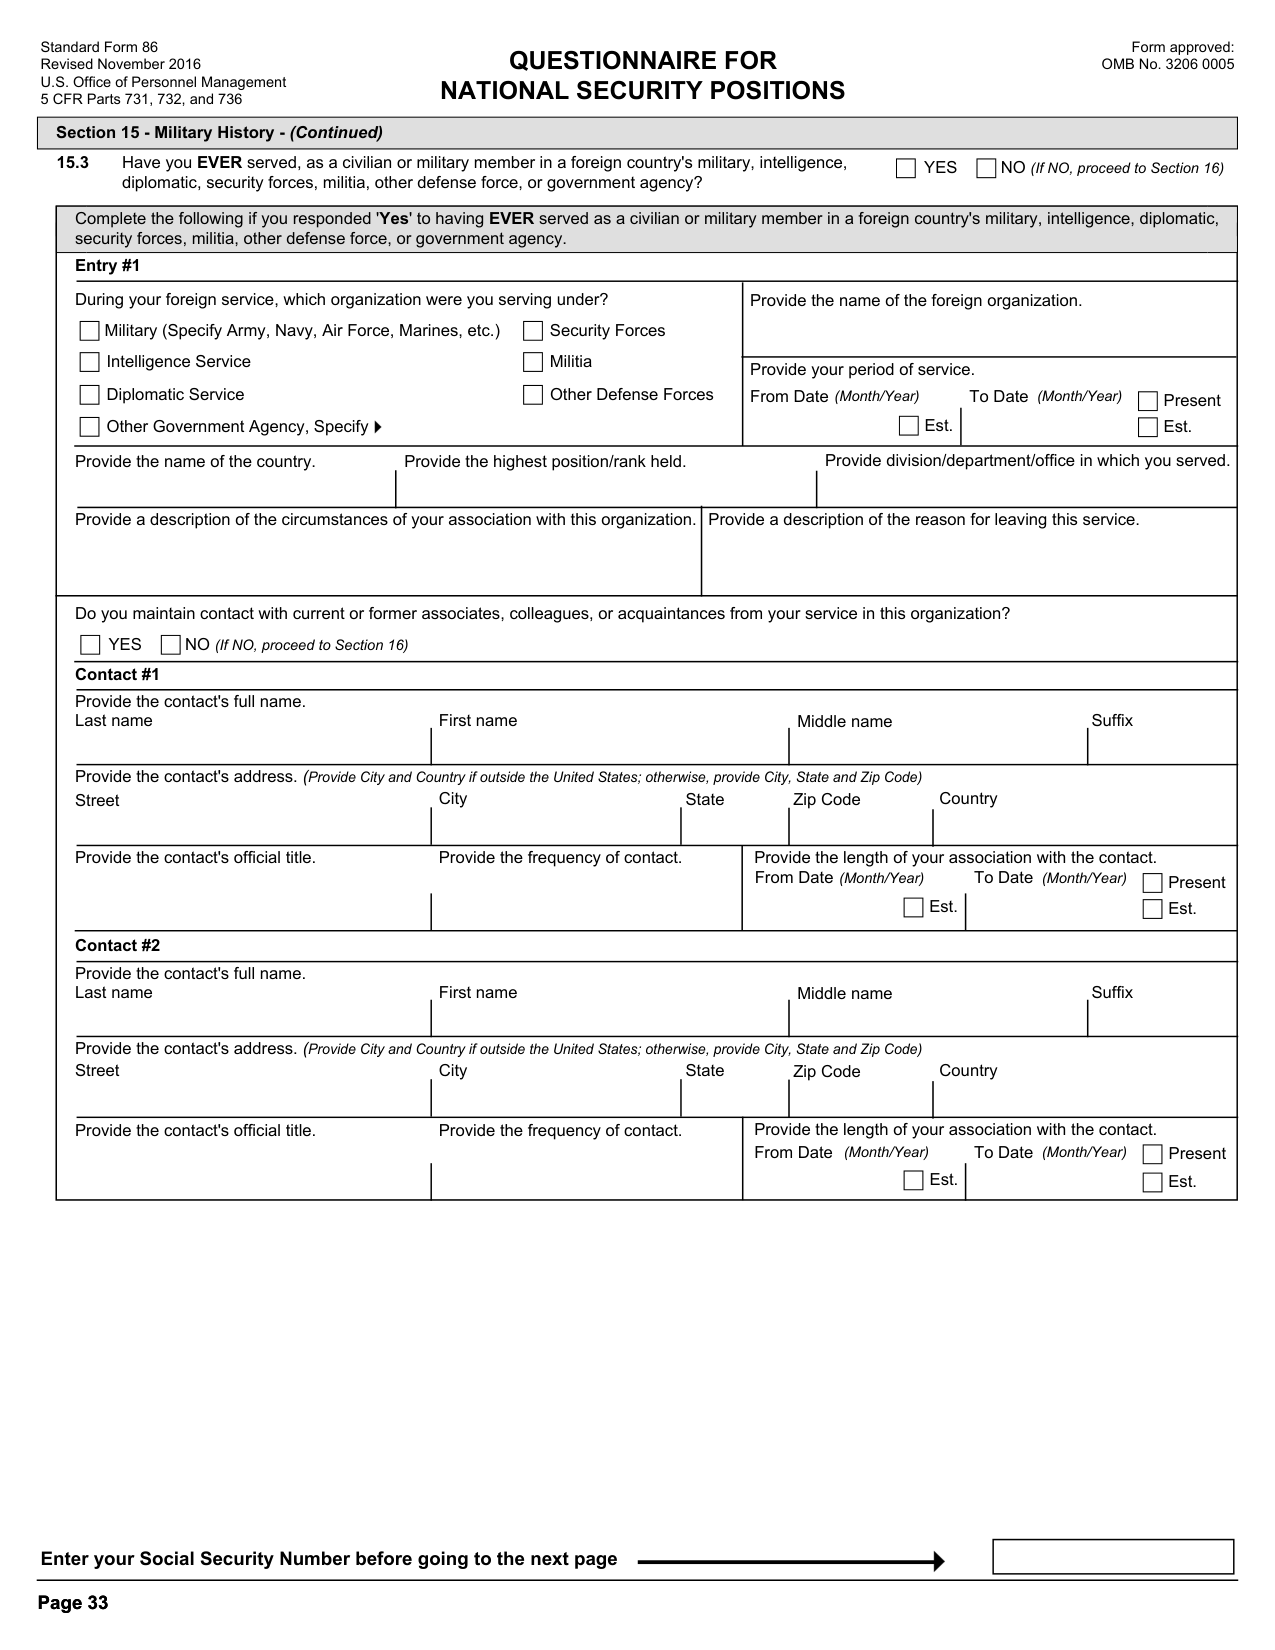 Standard Form 86
Revised November 2016
U.S. Office of Personnel Management
5 CFR Parts 731, 732, and 736
QUESTIONNAIRE FOR
NATIONAL SECURITY POSITIONS
Form approved:
OMB No. 3206 0005
Section 15 - Military History - (Continued)
15.3 Have you EVER served, as a civilian or military member in a foreign country's military, intelligence,
diplomatic, security forces, militia, other defense force, or government agency?
YES NO (If NO, proceed to Section 16)
Complete the following if you responded 'Yes' to having EVER served as a civilian or military member in a foreign country's military, intelligence, diplomatic,
security forces, militia, other defense force, or government agency.
Entry #1
During your foreign service, which organization were you serving under?
Military (Specify Army, Navy, Air Force, Marines, etc.) Security Forces
Intelligence Service Militia
Diplomatic Service Other Defense Forces
Other Government Agency, Specify
Provide the name of the foreign organization.
Provide your period of service.
From Date (Month/Year) To Date (Month/Year) Present
Est. Est.
Provide the name of the country. Provide the highest position/rank held. Provide division/department/office in which you served.
Provide a description of the circumstances of your association with this organization. Provide a description of the reason for leaving this service.
Do you maintain contact with current or former associates, colleagues, or acquaintances from your service in this organization?
YES NO (If NO, proceed to Section 16)
Contact #1
Provide the contact's full name.
Last name First name Middle name Suffix
Provide the contact's address. (Provide City and Country if outside the United States; otherwise, provide City, State and Zip Code)
Street City State Zip Code Country
Provide the contact's official title. Provide the frequency of contact. Provide the length of your association with the contact.
From Date (Month/Year) To Date (Month/Year) Present
Est. Est.
Contact #2
Provide the contact's full name.
Last name First name Middle name Suffix
Provide the contact's address. (Provide City and Country if outside the United States; otherwise, provide City, State and Zip Code)
Street City State Zip Code Country
Provide the contact's official title. Provide the frequency of contact. Provide the length of your association with the contact.
From Date (Month/Year) To Date (Month/Year) Present
Est. Est.
Enter your Social Security Number before going to the next page
Page 33